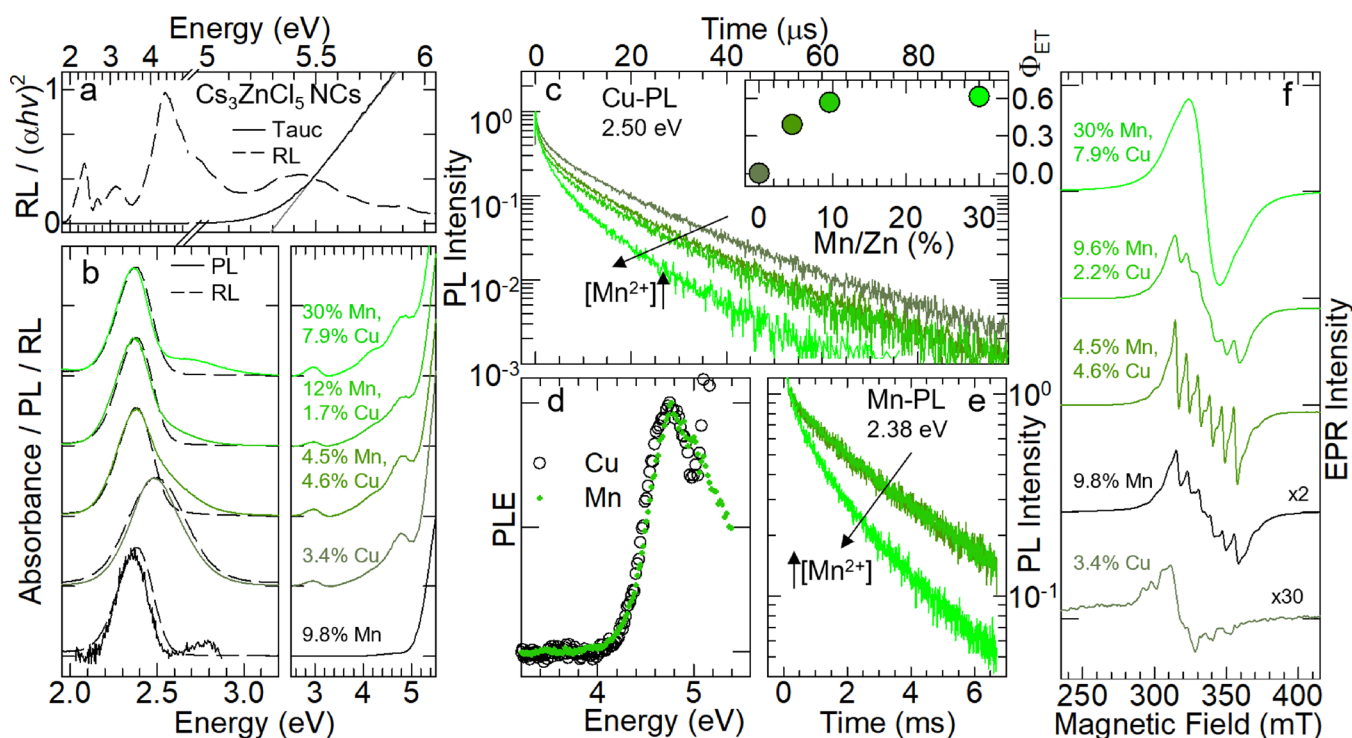 Energy (eV)
2 3 4 5 5.5 6
a
Cs₃ZnCl₅ NCs
Tauc
RL
RL / (αhν)²
1
0
b
PL
RL
30% Mn,
7.9% Cu
12% Mn,
1.7% Cu
4.5% Mn,
4.6% Cu
3.4% Cu
9.8% Mn
Absorbance / PL / RL
2.0 2.5 3.0 3 4 5
Energy (eV)
Time (μs)
0 20 40 60 80
c
Cu-PL
2.50 eV
PL Intensity
10⁰
10⁻¹
10⁻²
10⁻³
[Mn²⁺]
Φ_ET
0.6
0.3
0.0
0 10 20 30
Mn/Zn (%)
d
Cu
Mn
PLE
4 5
Energy (eV)
e
Mn-PL
2.38 eV
[Mn²⁺]
PL Intensity
10⁰
10⁻¹
0 2 4 6
Time (ms)
f
30% Mn,
7.9% Cu
9.6% Mn,
2.2% Cu
4.5% Mn,
4.6% Cu
9.8% Mn
x2
3.4% Cu
x30
EPR Intensity
300 350 400
Magnetic Field (mT)